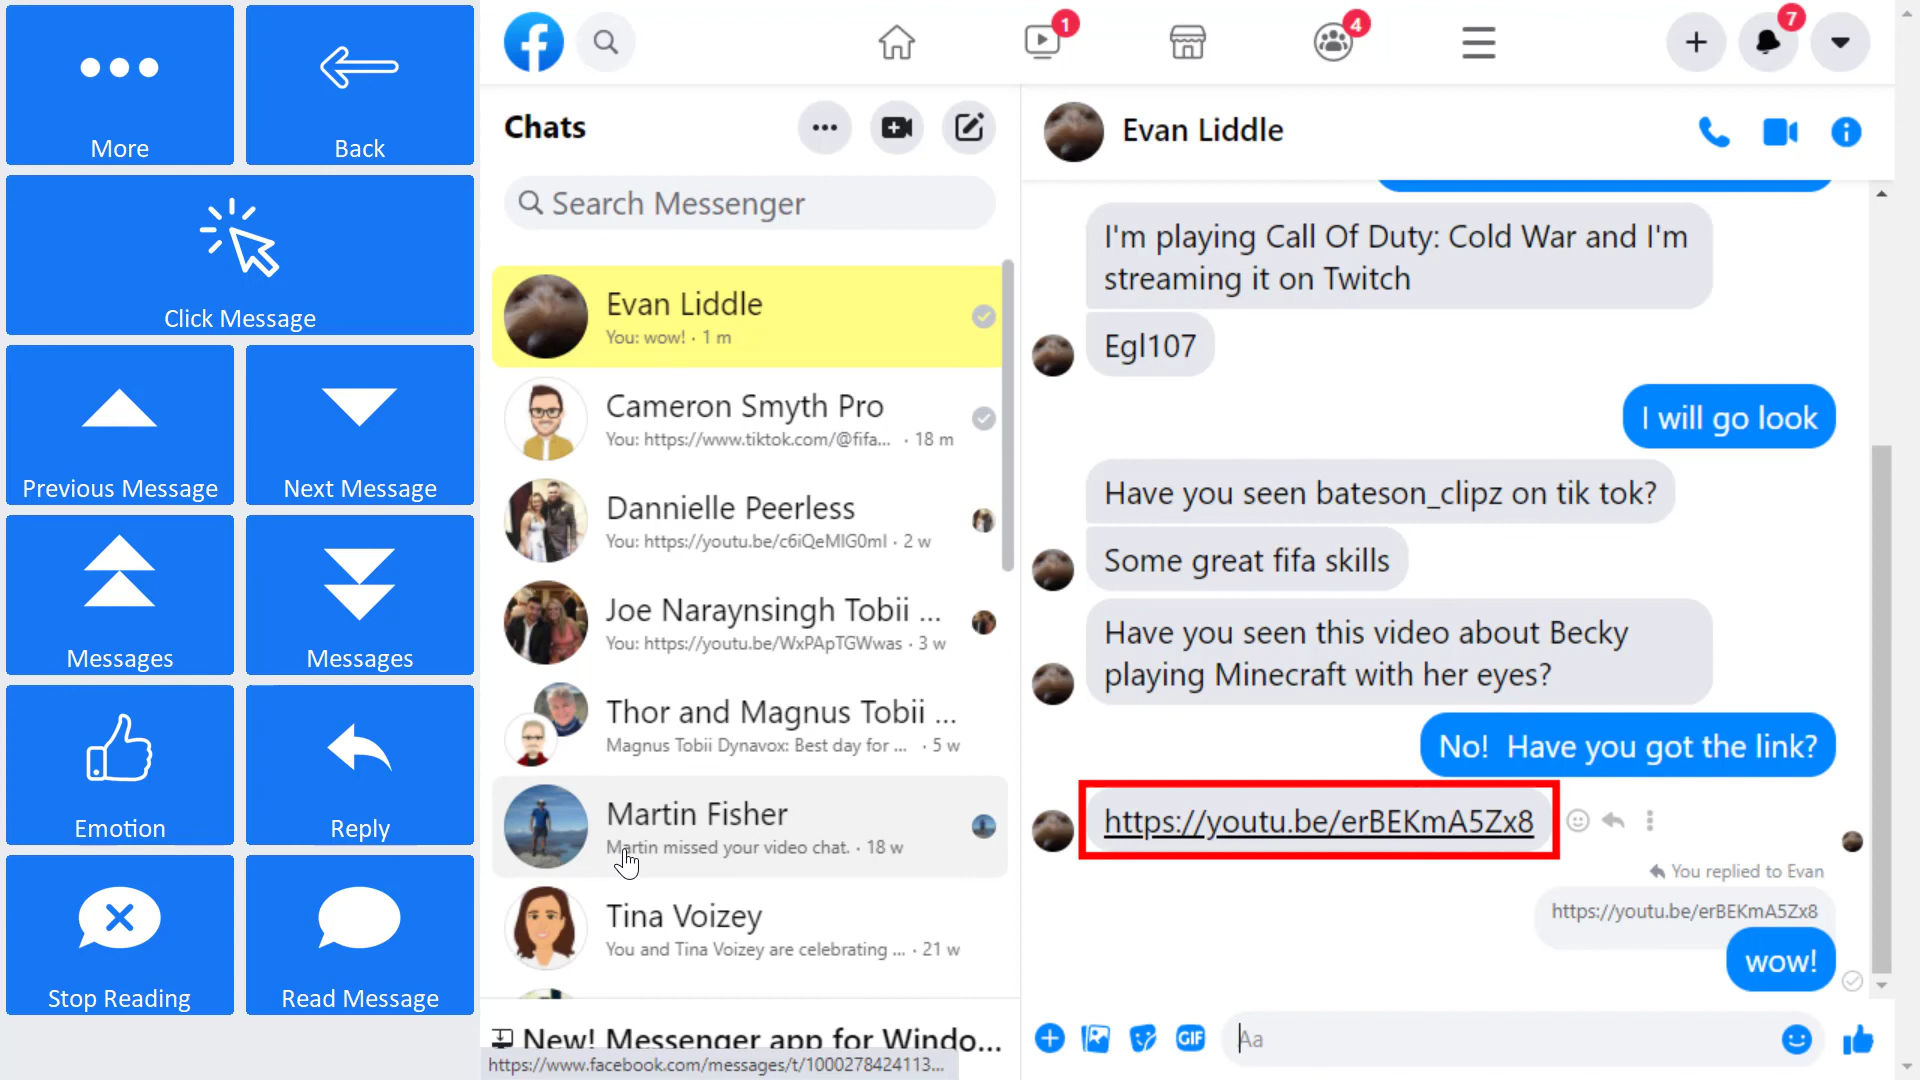 More
Back
Click Message
Previous Message
Next Message
Messages
Messages
Emotion
Reply
Stop Reading
Read Message
1
4
7
Chats
Search Messenger
Evan Liddle
You: wow! · 1 m
Cameron Smyth Pro
You: https://www.tiktok.com/@fifa... · 18 m
Dannielle Peerless
You: https://youtu.be/c6iQeMlG0mI · 2 w
Joe Naraynsingh Tobii ...
You: https://youtu.be/WxPApTGWwas · 3 w
Thor and Magnus Tobii ...
Magnus Tobii Dynavox: Best day for ... · 5 w
Martin Fisher
Martin missed your video chat. · 18 w
Tina Voizey
You and Tina Voizey are celebrating ... · 21 w
New! Messenger app for Windo...
https://www.facebook.com/messages/t/1000278424113...
Evan Liddle
I'm playing Call Of Duty: Cold War and I'm
streaming it on Twitch
Egl107
I will go look
Have you seen bateson_clipz on tik tok?
Some great fifa skills
Have you seen this video about Becky
playing Minecraft with her eyes?
No!  Have you got the link?
https://youtu.be/erBEKmA5Zx8
You replied to Evan
https://youtu.be/erBEKmA5Zx8
wow!
GIF
Aa